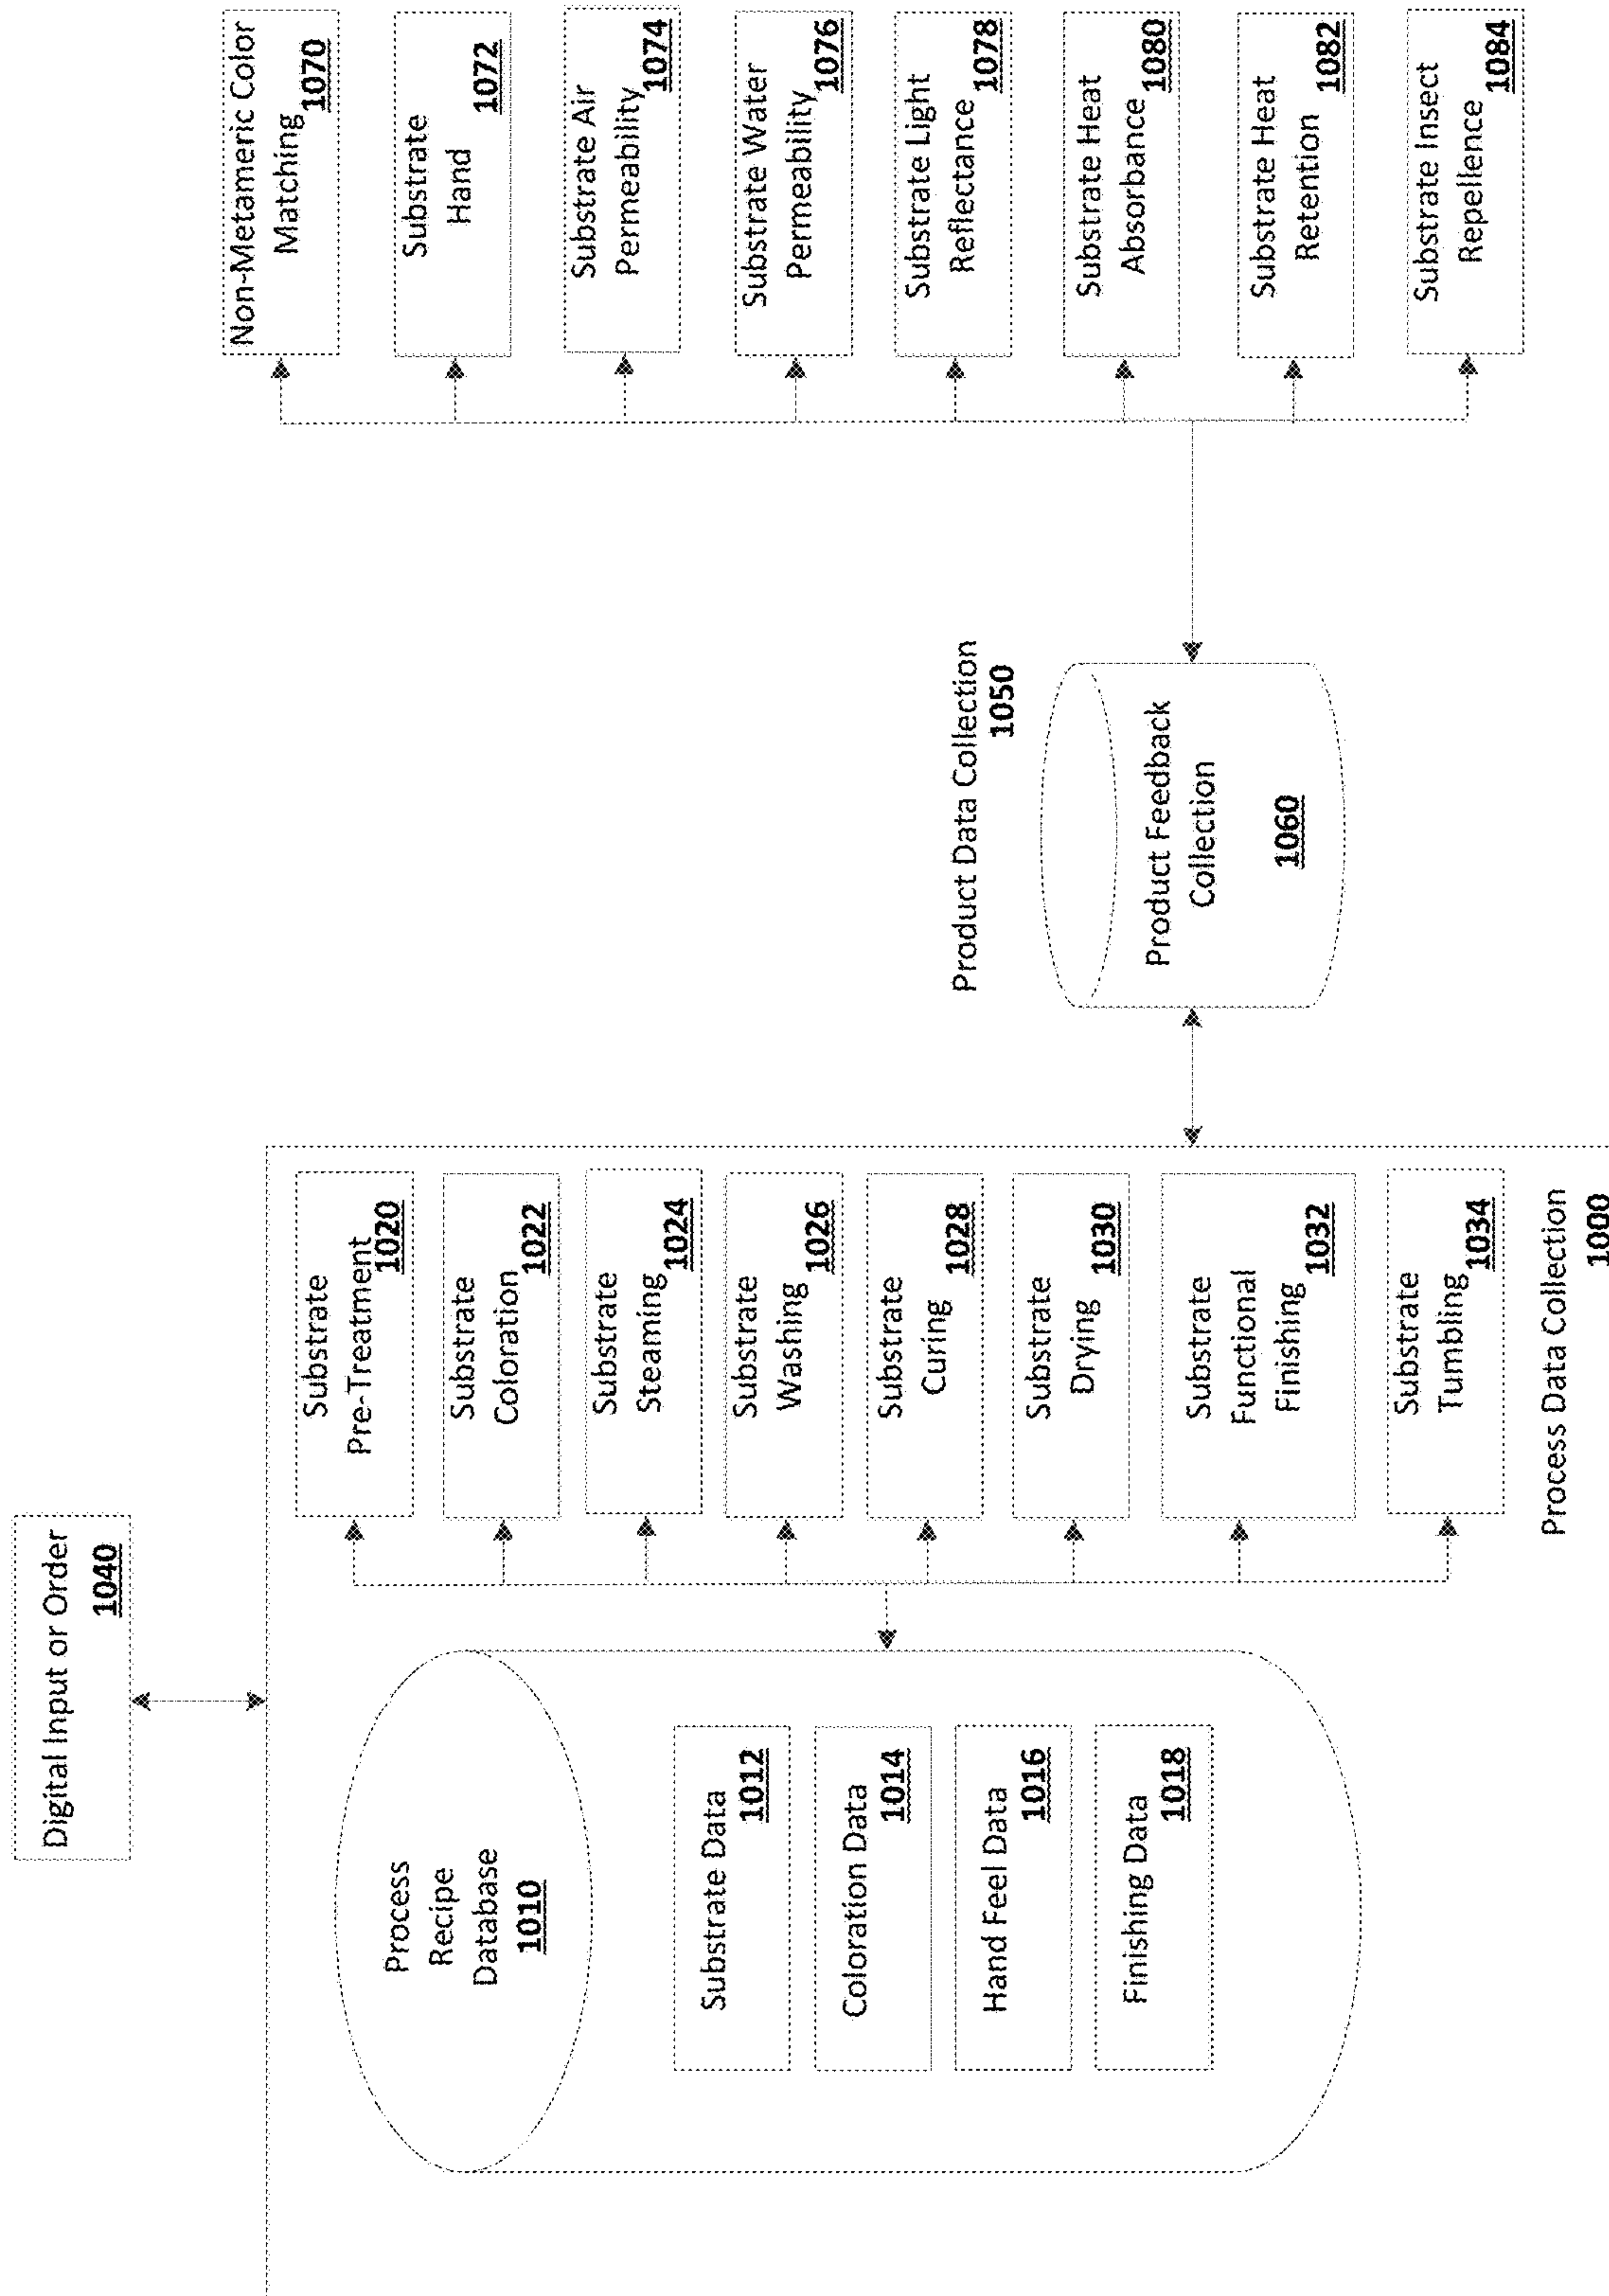 Digital Input or Order
1040
Process
Recipe
Database
1010
Substrate Data
1012
Coloration Data
1014
Hand Feel Data
1016
Finishing Data
1018
Substrate
Pre-Treatment
1020
Substrate
Coloration
1022
Substrate
Steaming
1024
Substrate
Washing
1026
Substrate
Curing
1028
Substrate
Drying
1030
Substrate
Functional
Finishing
1032
Substrate
Tumbling
1034
Process Data Collection
1000
Product Data Collection
1050
Product Feedback
Collection
1060
Non-Metameric Color
Matching
1070
Substrate
Hand
1072
Substrate Air
Permeability
1074
Substrate Water
Permeability
1076
Substrate Light
Reflectance
1078
Substrate Heat
Absorbance
1080
Substrate Heat
Retention
1082
Substrate Insect
Repellence
1084